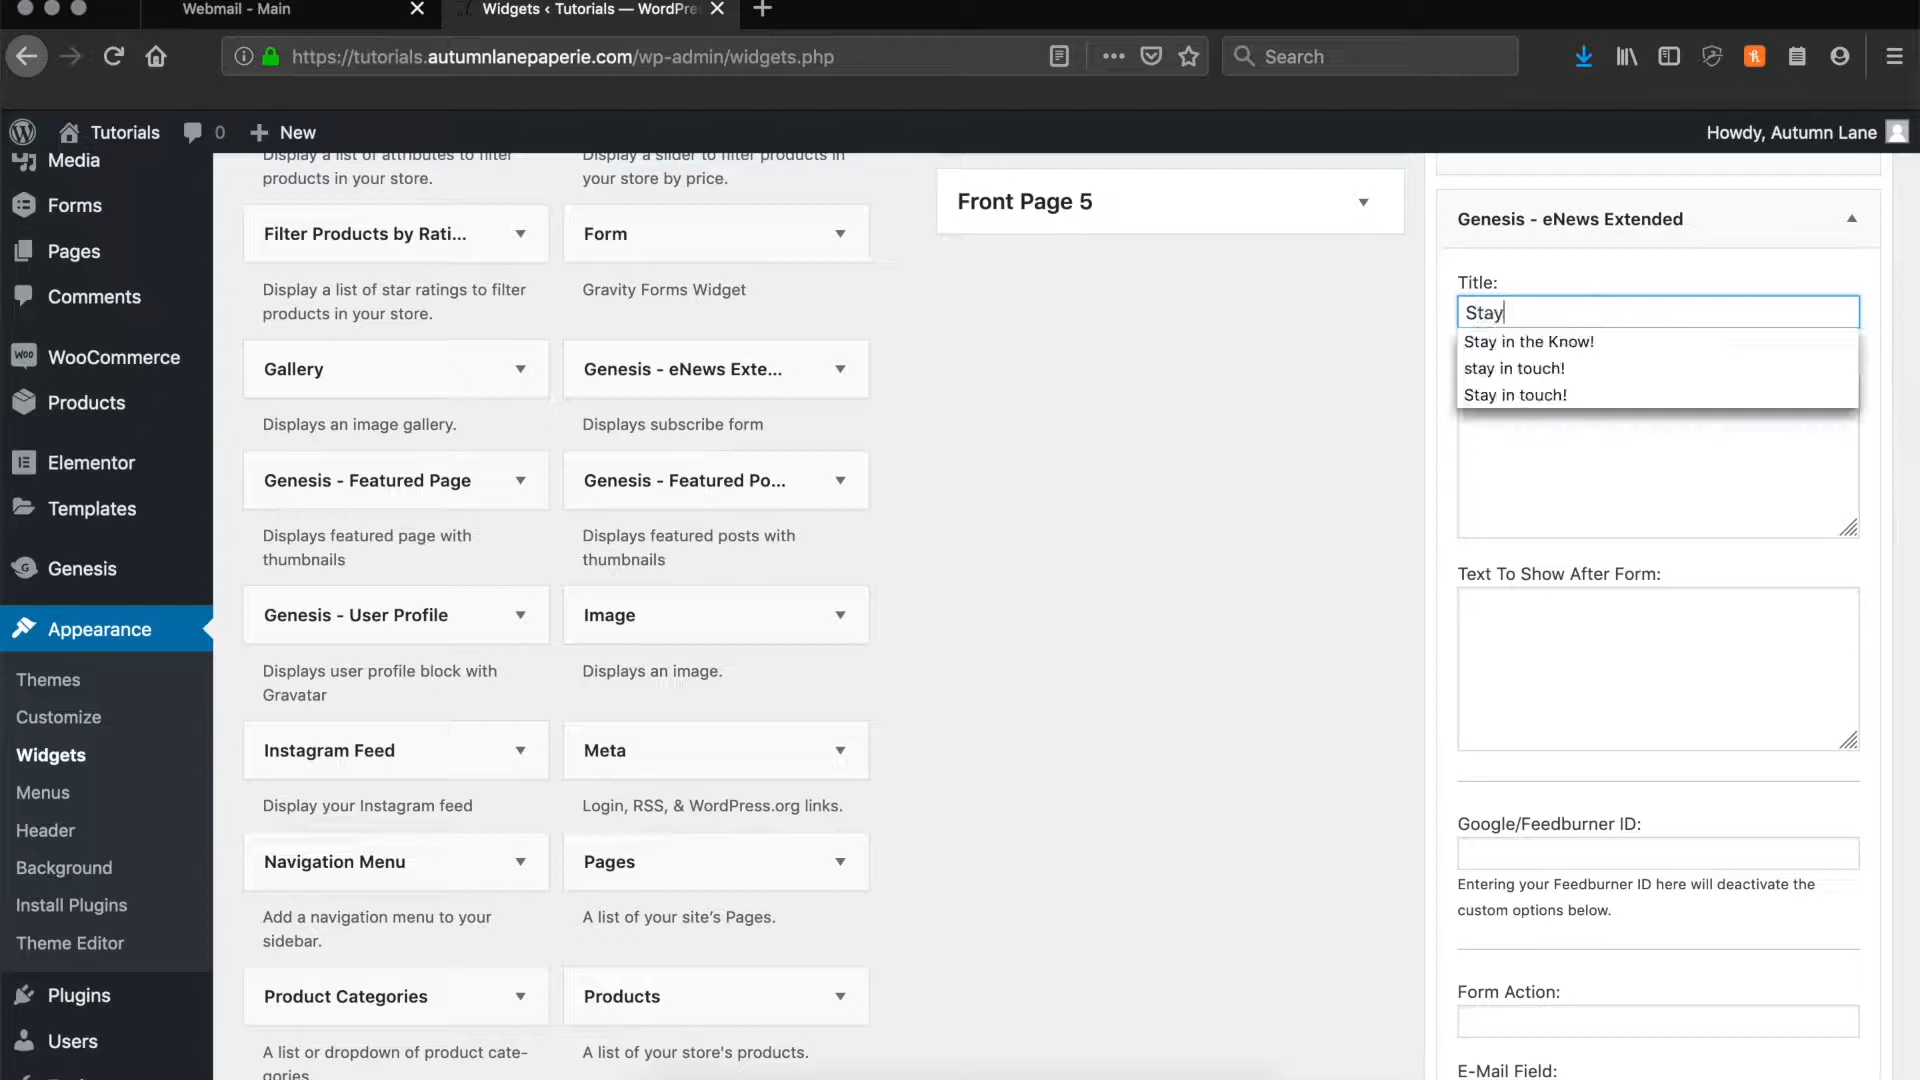 Webmail - Main
Widgets ‹ Tutorials — WordPre
https://tutorials.autumnlanepaperie.com/wp-admin/widgets.php
Search
Tutorials
0
New
Howdy, Autumn Lane
Media
Forms
Pages
Comments
WooCommerce
Products
Elementor
Templates
Genesis
Appearance
Themes
Customize
Widgets
Menus
Header
Background
Install Plugins
Theme Editor
Plugins
Users
Display a list of attributes to filter
products in your store.
Filter Products by Rati...
Display a list of star ratings to filter
products in your store.
Gallery
Displays an image gallery.
Genesis - Featured Page
Displays featured page with
thumbnails
Genesis - User Profile
Displays user profile block with
Gravatar
Instagram Feed
Display your Instagram feed
Navigation Menu
Add a navigation menu to your
sidebar.
Product Categories
A list or dropdown of product cate-
gories.
Display a slider to filter products in
your store by price.
Form
Gravity Forms Widget
Genesis - eNews Exte...
Displays subscribe form
Genesis - Featured Po...
Displays featured posts with
thumbnails
Image
Displays an image.
Meta
Login, RSS, & WordPress.org links.
Pages
A list of your site's Pages.
Products
A list of your store's products.
Front Page 5
Genesis - eNews Extended
Title:
Stay
Stay in the Know!
stay in touch!
Stay in touch!
Text To Show After Form:
Google/Feedburner ID:
Entering your Feedburner ID here will deactivate the
custom options below.
Form Action:
E-Mail Field: